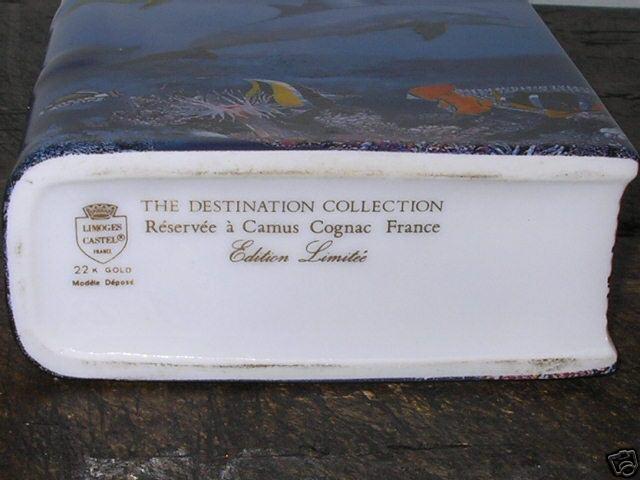 THE DESTINATION COLLECTION
Réservée à Camus Cognac France
Edition Limitée
LIMOGES
CASTEL®
FRANCE
22 K GOLD
Modèle Déposé